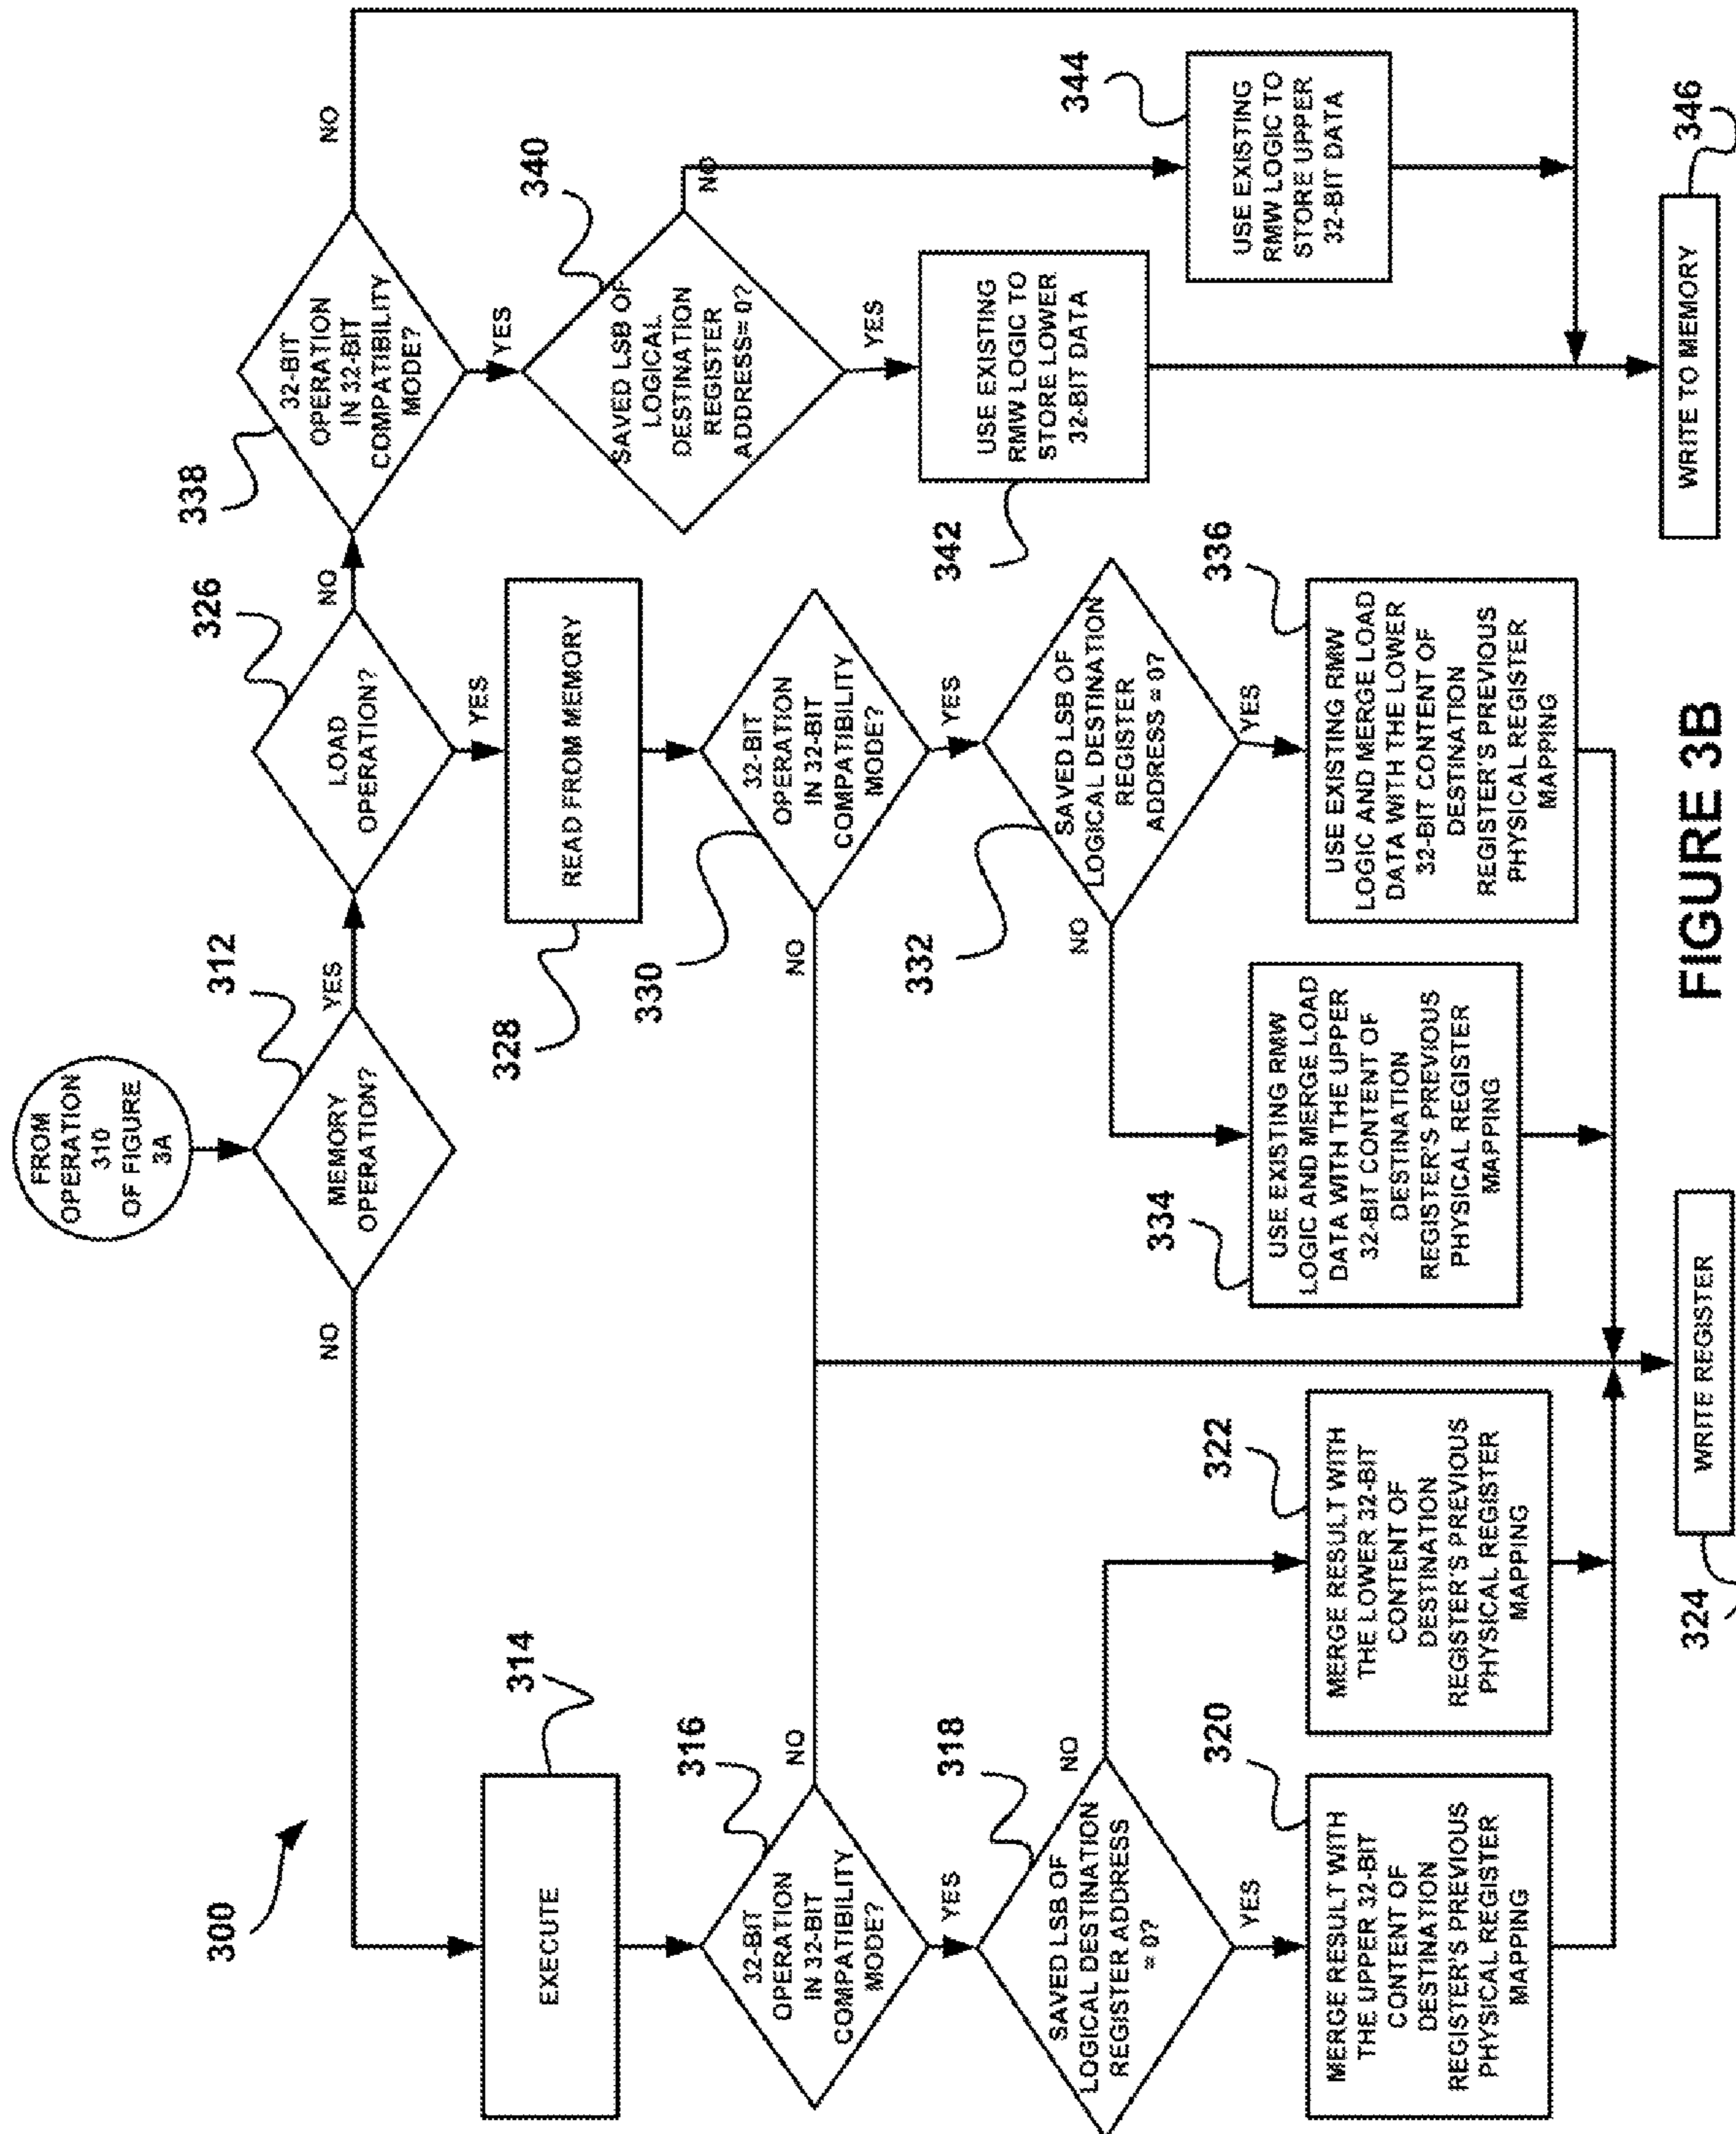 300
FROM
OPERATION
310
OF FIGURE
3A
312
MEMORY
OPERATION?
NO
YES
314
EXECUTE
316
32-BIT
OPERATION
IN 32-BIT
COMPATIBILITY
MODE?
NO
YES
318
SAVED LSB OF
LOGICAL DESTINATION
REGISTER ADDRESS
= 0?
NO
YES
320
MERGE RESULT WITH
THE UPPER 32-BIT
CONTENT OF
DESTINATION
REGISTER'S PREVIOUS
PHYSICAL REGISTER
MAPPING
322
MERGE RESULT WITH
THE LOWER 32-BIT
CONTENT OF
DESTINATION
REGISTER'S PREVIOUS
PHYSICAL REGISTER
MAPPING
324
WRITE REGISTER
326
LOAD
OPERATION?
NO
YES
328
READ FROM MEMORY
330
32-BIT
OPERATION
IN 32-BIT
COMPATIBILITY
MODE?
NO
YES
332
SAVED LSB OF
LOGICAL DESTINATION
REGISTER
ADDRESS = 0?
NO
YES
334
USE EXISTING RMW
LOGIC AND MERGE LOAD
DATA WITH THE UPPER
32-BIT CONTENT OF
DESTINATION
REGISTER'S PREVIOUS
PHYSICAL REGISTER
MAPPING
336
USE EXISTING RMW
LOGIC AND MERGE LOAD
DATA WITH THE LOWER
32-BIT CONTENT OF
DESTINATION
REGISTER'S PREVIOUS
PHYSICAL REGISTER
MAPPING
338
32-BIT
OPERATION
IN 32-BIT
COMPATIBILITY
MODE?
NO
YES
340
SAVED LSB OF
LOGICAL
DESTINATION
REGISTER
ADDRESS= 0?
NO
YES
342
USE EXISTING
RMW LOGIC TO
STORE LOWER
32-BIT DATA
344
USE EXISTING
RMW LOGIC TO
STORE UPPER
32-BIT DATA
346
WRITE TO MEMORY
FIGURE 3B